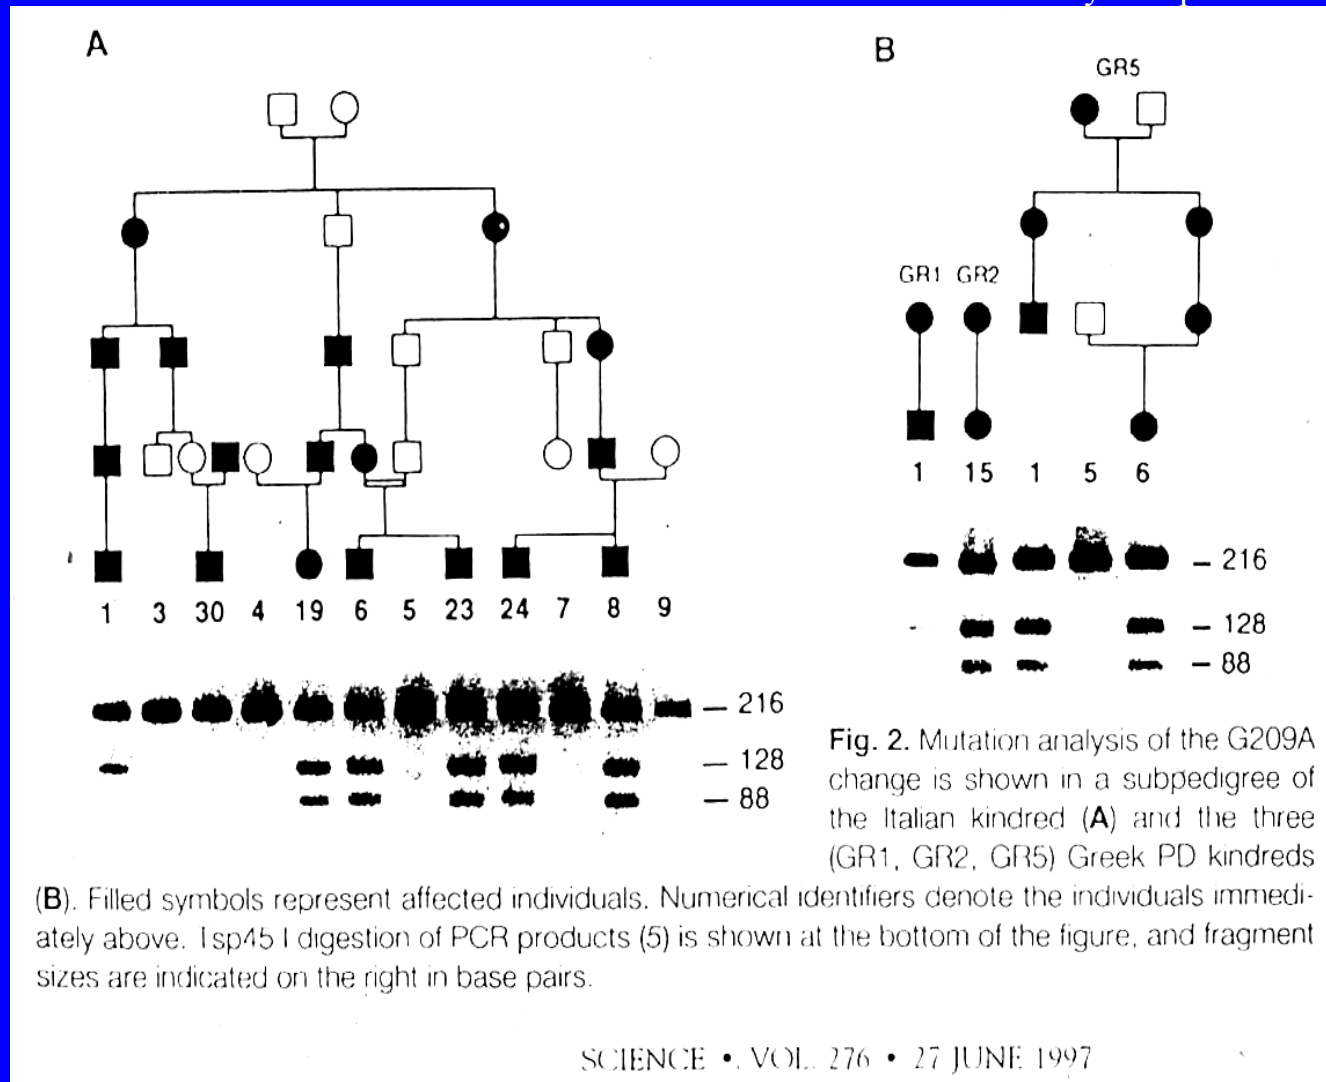 A
B
GR5
GR1 GR2
1 15 1 5 6
– 216
– 128
– 88
1 3 30 4 19 6 5 23 24 7 8 9
– 216
– 128
– 88
Fig. 2. Mutation analysis of the G209A
change is shown in a subpedigree of
the Italian kindred (A) and the three
(GR1, GR2, GR5) Greek PD kindreds
(B). Filled symbols represent affected individuals. Numerical identifiers denote the individuals immedi-
ately above. Tsp45 I digestion of PCR products (5) is shown at the bottom of the figure, and fragment
sizes are indicated on the right in base pairs.
SCIENCE • VOL. 276 • 27 JUNE 1997